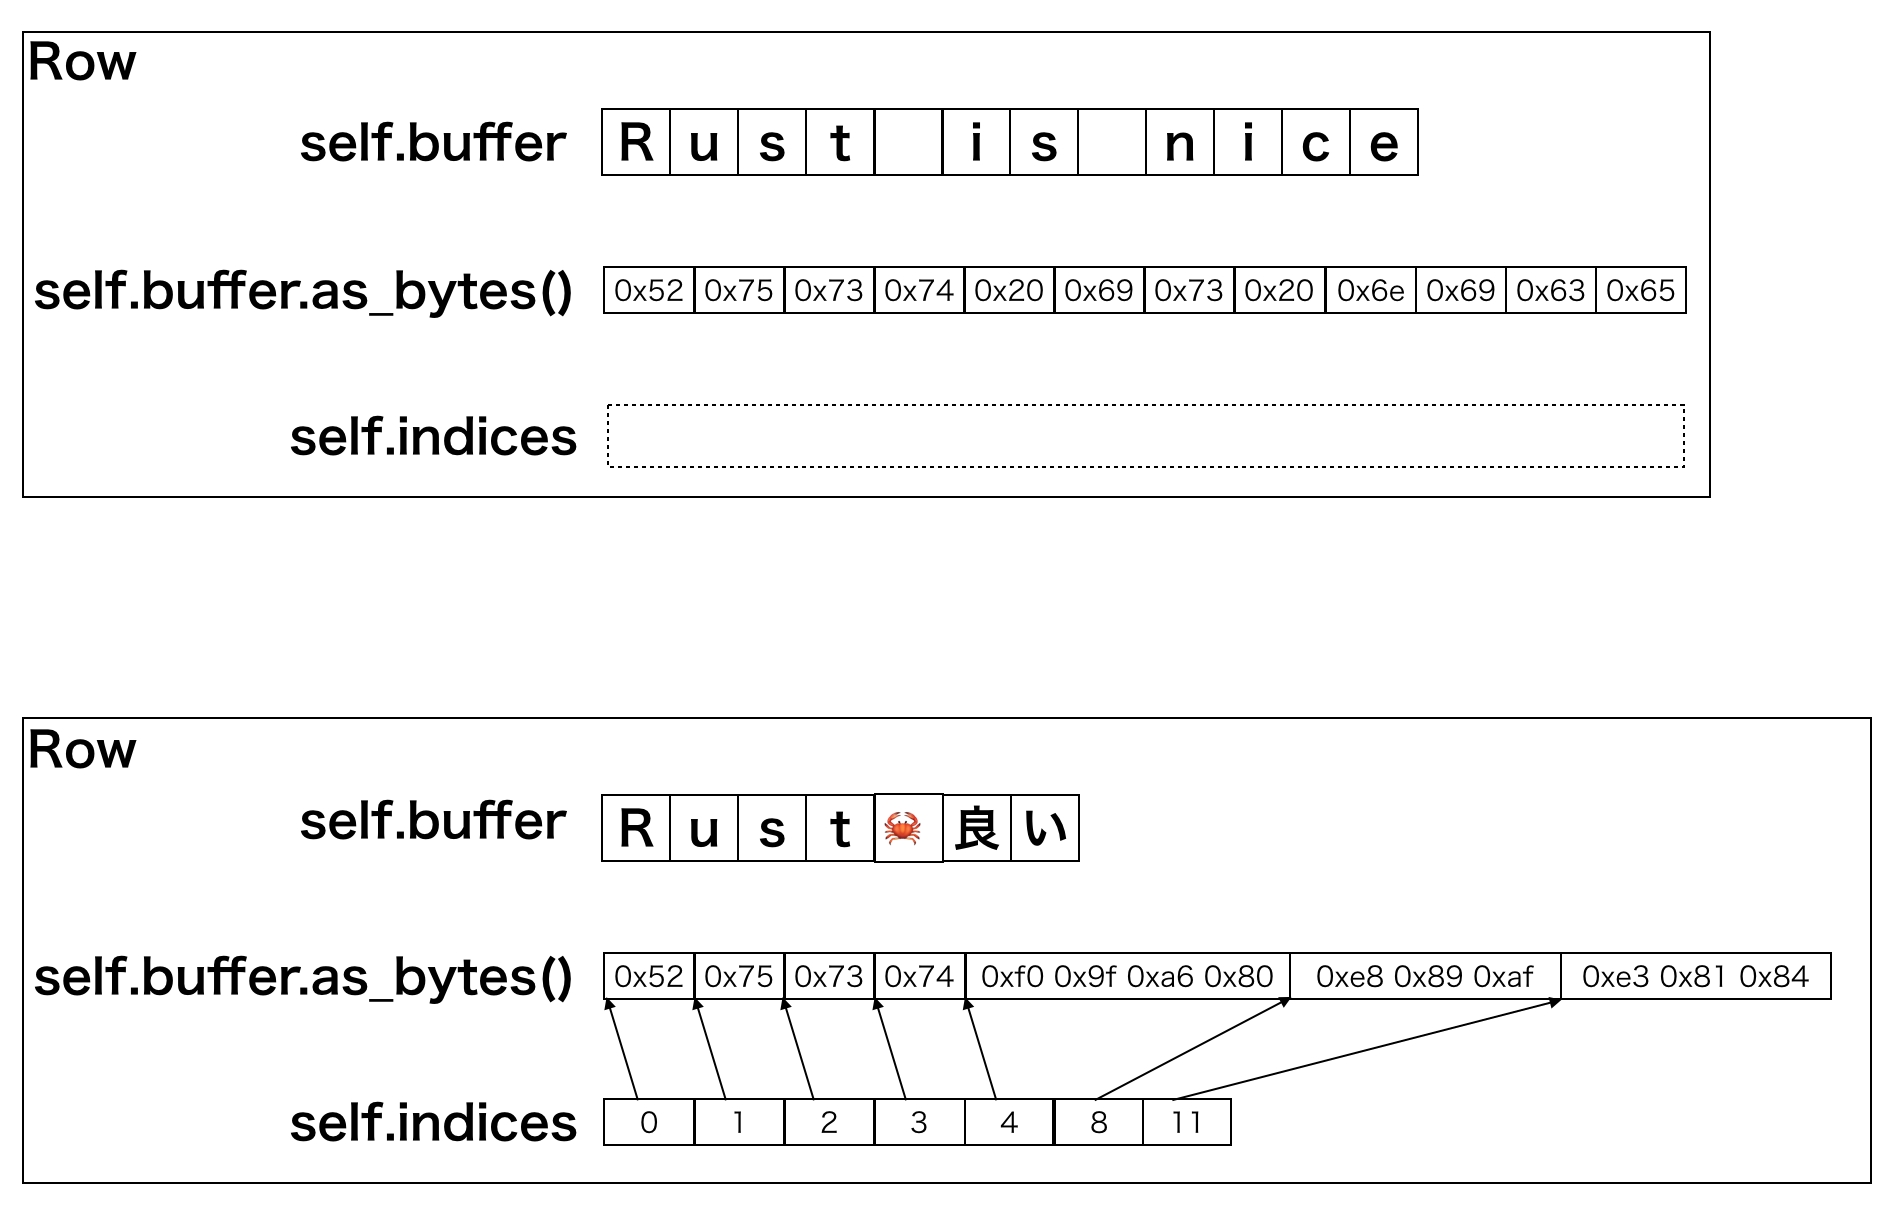 Row
self.buffer R u s t i s n i c e
self.buffer.as_bytes() 0x52 0x75 0x73 0x74 0x20 0x69 0x73 0x20 0x6e 0x69 0x63 0x65
self.indices
Row
self.buffer R u s t 🦀 良 い
self.buffer.as_bytes() 0x52 0x75 0x73 0x74 0xf0 0x9f 0xa6 0x80 0xe8 0x89 0xaf 0xe3 0x81 0x84
self.indices 0 1 2 3 4 8 11